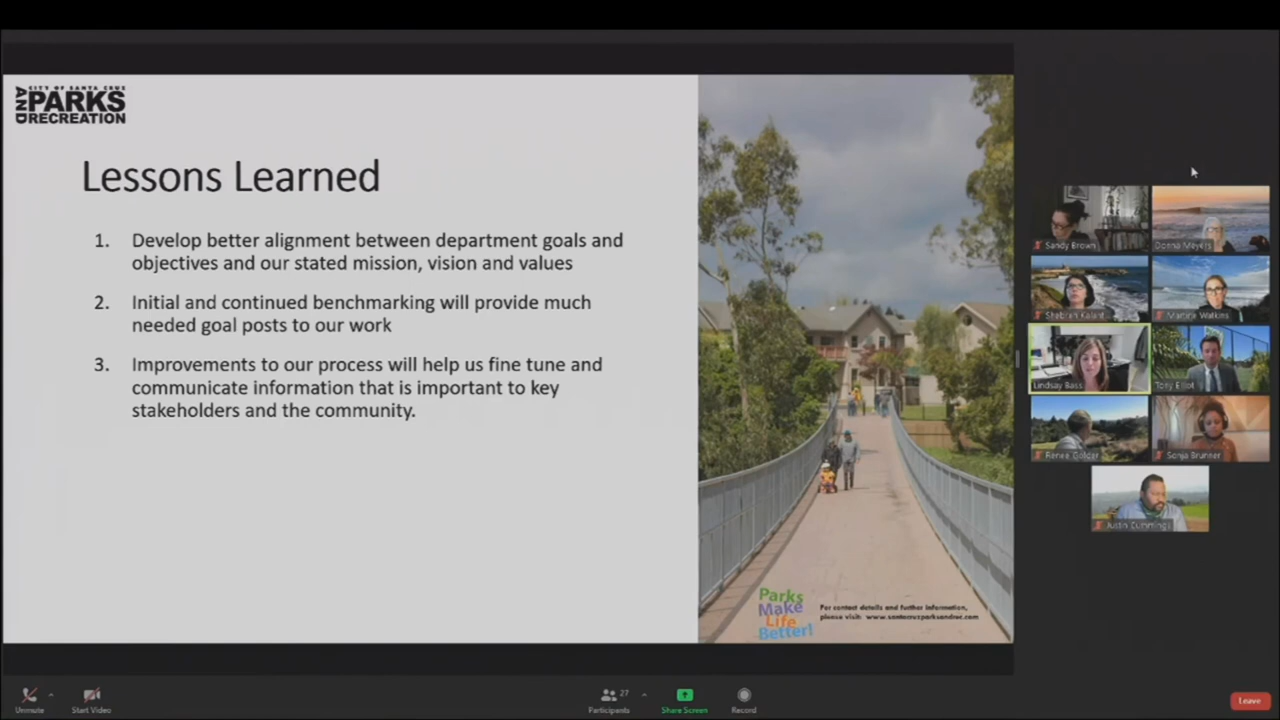 CITY OF SANTA CRUZ
PARKS
AND
RECREATION
Lessons Learned
1. Develop better alignment between department goals and
objectives and our stated mission, vision and values
2. Initial and continued benchmarking will provide much
needed goal posts to our work
3. Improvements to our process will help us fine tune and
communicate information that is important to key
stakeholders and the community.
Parks
Make
Life
Better!
For contact details and further information,
please visit: www.santacruzparksandrec.com
Sandy Brown
Donna Meyers
Shebreh Kalant
Martine Watkins
Lindsay Bass
Tony Elliot
Renee Golder
Sonja Brunner
Justin Cummings
Unmute
Start Video
27
Participants
Share Screen
Record
Leave